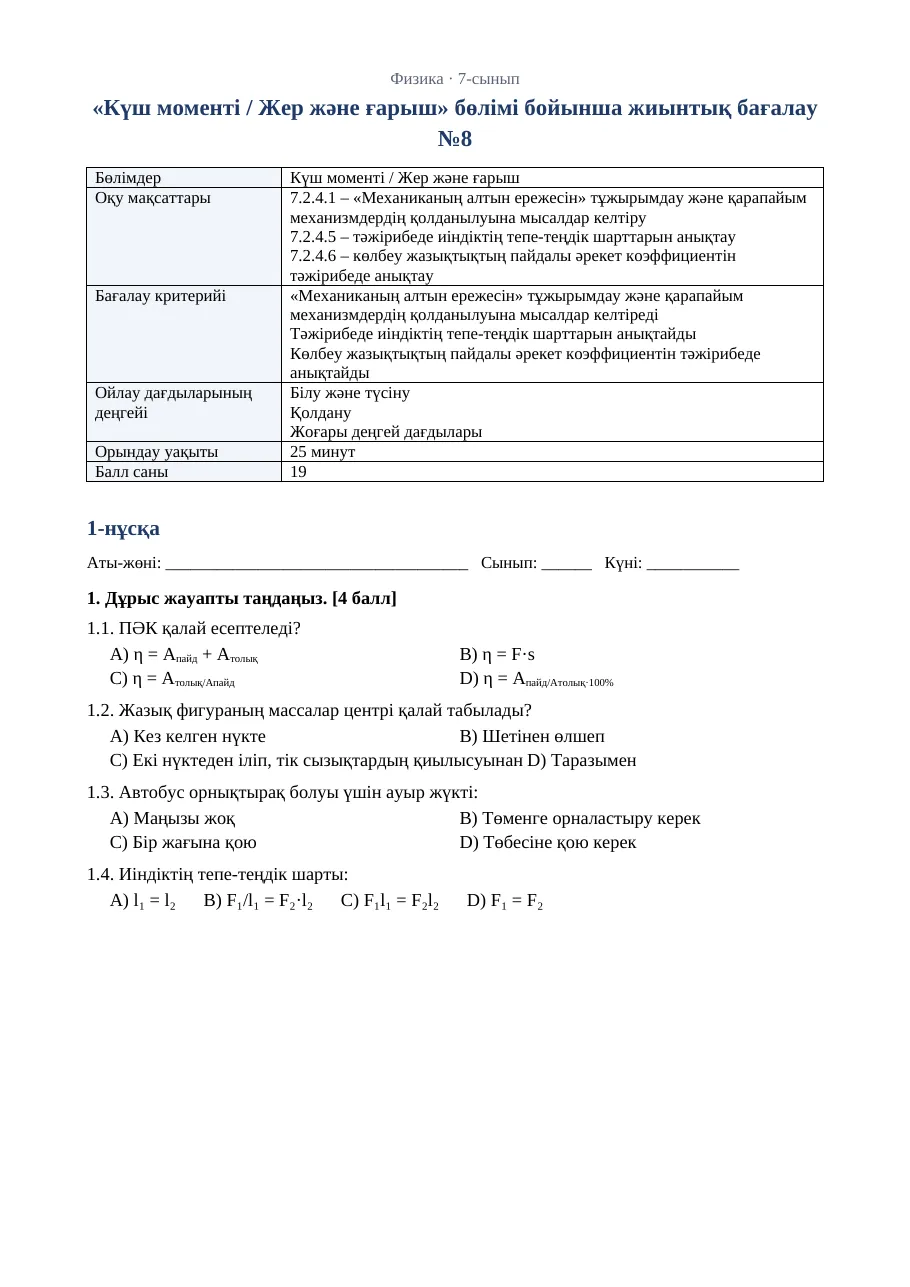 Физика · 7-сынып
«Күш моменті / Жер және ғарыш» бөлімі бойынша жиынтық бағалау
№8
Бөлімдер
Күш моменті / Жер және ғарыш
Оқу мақсаттары
7.2.4.1 – «Механиканың алтын ережесін» тұжырымдау және қарапайым
механизмдердің қолданылуына мысалдар келтіру
7.2.4.5 – тәжірибеде иіндіктің тепе-теңдік шарттарын анықтау
7.2.4.6 – көлбеу жазықтықтың пайдалы әрекет коэффициентін
тәжірибеде анықтау
Бағалау критерийі
«Механиканың алтын ережесін» тұжырымдау және қарапайым
механизмдердің қолданылуына мысалдар келтіреді
Тәжірибеде иіндіктің тепе-теңдік шарттарын анықтайды
Көлбеу жазықтықтың пайдалы әрекет коэффициентін тәжірибеде
анықтайды
Ойлау дағдыларының
деңгейі
Білу және түсіну
Қолдану
Жоғары деңгей дағдылары
Орындау уақыты
25 минут
Балл саны
19
1-нұсқа
Аты-жөні: ____________________________________ Сынып: ______ Күні: ___________
1. Дұрыс жауапты таңдаңыз. [4 балл]
1.1. ПӘК қалай есептеледі?
A) η = Aпайд + Aтолық B) η = F·s
C) η = Aтолық/Aпайд D) η = Aпайд/Aтолық·100%
1.2. Жазық фигураның массалар центрі қалай табылады?
A) Кез келген нүкте B) Шетінен өлшеп
C) Екі нүктеден іліп, тік сызықтардың қиылысуынан D) Таразымен
1.3. Автобус орнықтырақ болуы үшін ауыр жүкті:
A) Маңызы жоқ B) Төменге орналастыру керек
C) Бір жағына қою D) Төбесіне қою керек
1.4. Иіндіктің тепе-теңдік шарты:
A) l₁ = l₂ B) F₁/l₁ = F₂·l₂ C) F₁l₁ = F₂l₂ D) F₁ = F₂